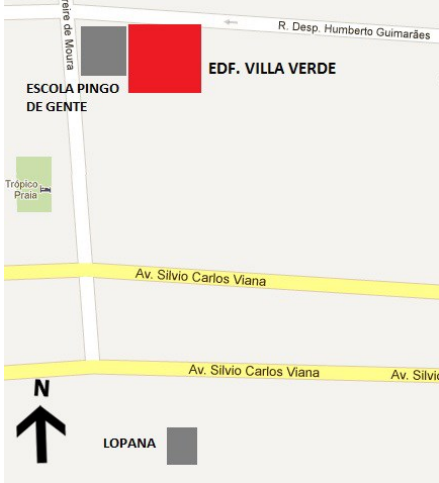 reire de Moura
R. Desp. Humberto Guimarães
EDF. VILLA VERDE
ESCOLA PINGO
DE GENTE
Trópico
Praia
Av. Silvio Carlos Viana
Av. Silvio Carlos Viana
Av. Silvio
N
LOPANA